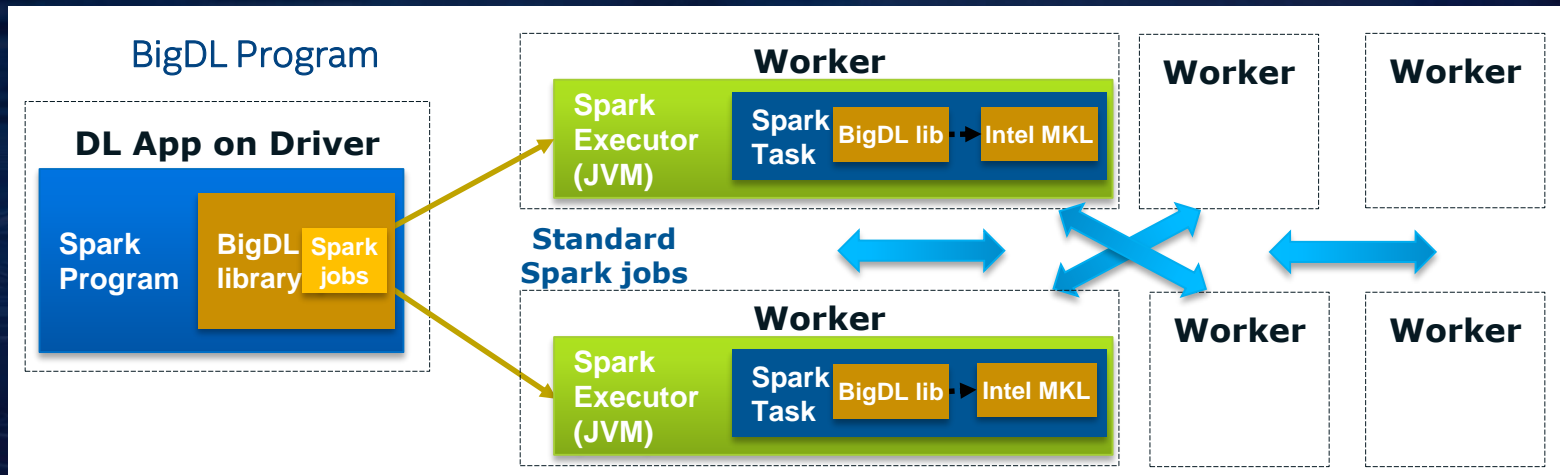 BigDL Program
DL App on Driver
Spark
Program
BigDL
library
Spark
jobs
Worker
Spark
Executor
(JVM)
Spark
Task
BigDL lib
Intel MKL
Worker
Worker
Standard
Spark jobs
Worker
Spark
Executor
(JVM)
Spark
Task
BigDL lib
Intel MKL
Worker
Worker